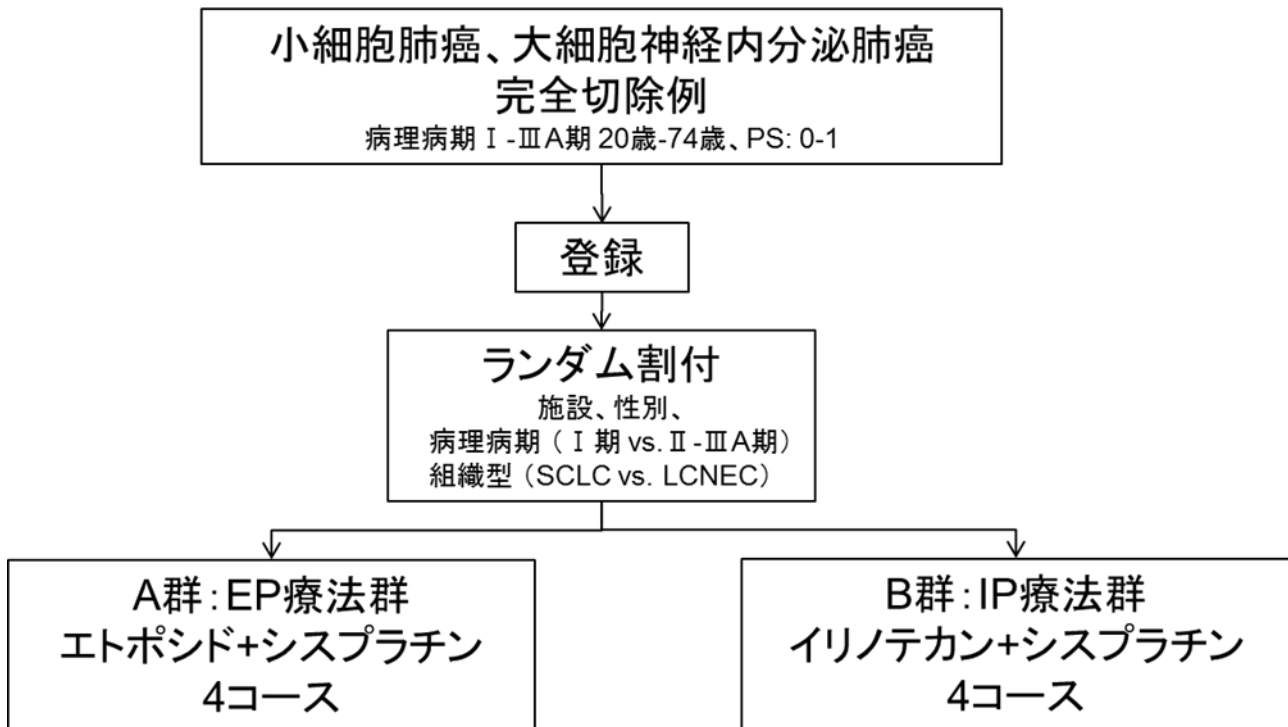 小細胞肺癌、大細胞神経内分泌肺癌
完全切除例
病理病期Ⅰ-ⅢA期 20歳-74歳、PS: 0-1
登録
ランダム割付
施設、性別、
病理病期（Ⅰ期 vs. Ⅱ-ⅢA期）
組織型（SCLC vs. LCNEC）
A群：EP療法群
エトポシド+シスプラチン
4コース
B群：IP療法群
イリノテカン+シスプラチン
4コース